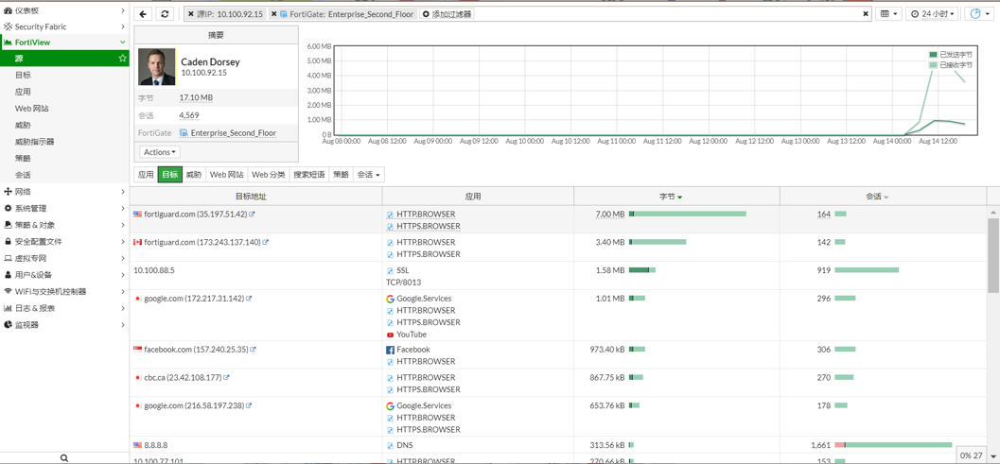 仪表板
源IP: 10.100.92.15 FortiGate: Enterprise_Second_Floor 添加过滤器
24 小时
Security Fabric
FortiView
源
目标
应用
Web 网站
威胁
威胁指示器
策略
会话
网络
系统管理
策略 & 对象
安全配置文件
虚拟专网
用户&设备
WiFi与交换机控制器
日志 & 报表
监视器
摘要
Caden Dorsey
10.100.92.15
字节 17.10 MB
会话 4,569
FortiGate Enterprise_Second_Floor
Actions
6.00 MB
5.00 MB
4.00 MB
3.00 MB
2.00 MB
1.00 MB
0 B
已发送字节
已接收字节
Aug 08 00:00 Aug 08 12:00 Aug 09 00:00 Aug 09 12:00 Aug 10 00:00 Aug 10 12:00 Aug 11 00:00 Aug 11 12:00 Aug 12 00:00 Aug 12 12:00 Aug 13 00:00 Aug 13 12:00 Aug 14 00:00 Aug 14 12:00
应用 目标 威胁 Web 网站 Web 分类 搜索短语 策略 会话
目标地址 应用 字节 会话
fortiguard.com (35.197.51.42) HTTP.BROWSER 7.00 MB 164
HTTPS.BROWSER
fortiguard.com (173.243.137.140) HTTP.BROWSER 3.40 MB 142
HTTPS.BROWSER
10.100.88.5 SSL 1.58 MB 919
TCP/8013
google.com (172.217.31.142) Google.Services 1.01 MB 296
HTTP.BROWSER
HTTPS.BROWSER
YouTube
facebook.com (157.240.25.35) Facebook 973.40 kB 306
HTTP.BROWSER
cbc.ca (23.42.108.177) HTTP.BROWSER 867.75 kB 270
HTTPS.BROWSER
google.com (216.58.197.238) Google.Services 653.76 kB 178
HTTP.BROWSER
HTTPS.BROWSER
8.8.8.8 DNS 313.56 kB 1,661
10.100.77.101 HTTP.BROWSER 270.66 kB 153
0% 27